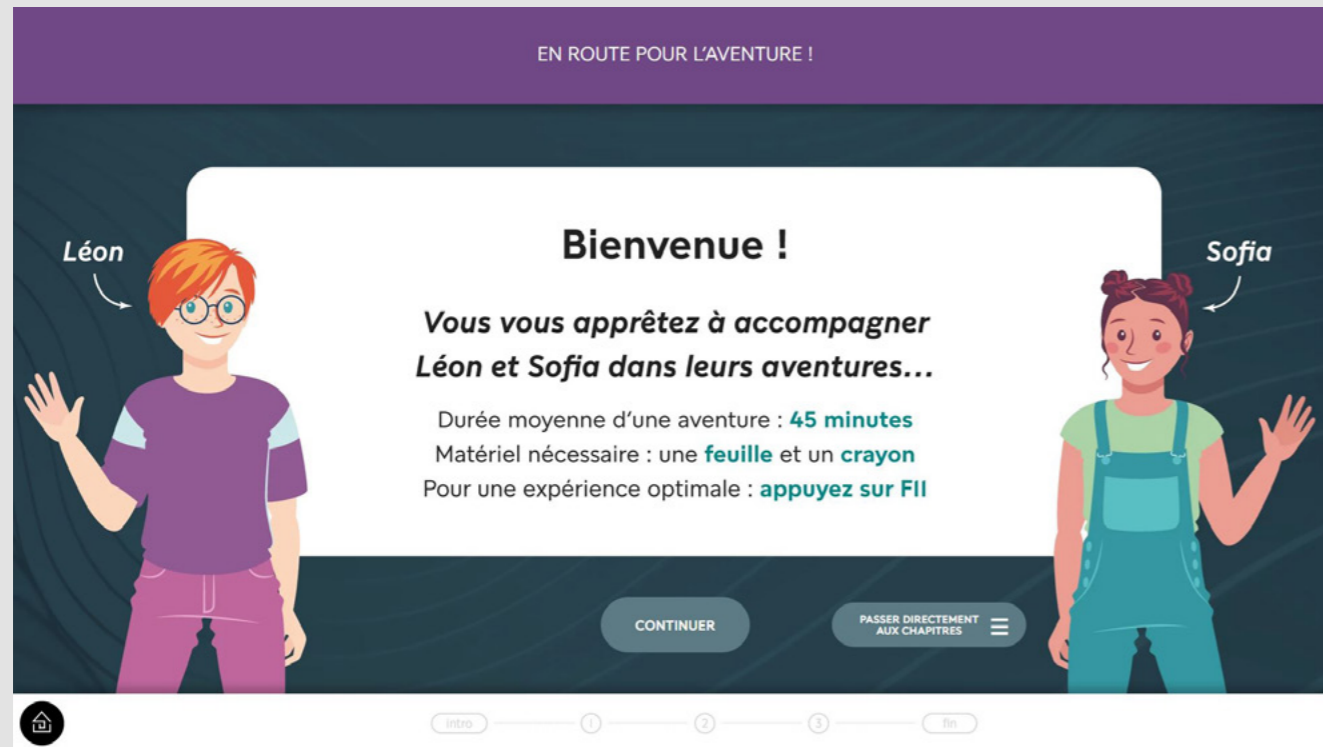 EN ROUTE POUR L'AVENTURE !
Léon
Bienvenue !
Sofia
Vous vous apprêtez à accompagner
Léon et Sofia dans leurs aventures...
Durée moyenne d'une aventure : 45 minutes
Matériel nécessaire : une feuille et un crayon
Pour une expérience optimale : appuyez sur F11
CONTINUER
PASSER DIRECTEMENT
AUX CHAPITRES
intro 1 2 3 fin